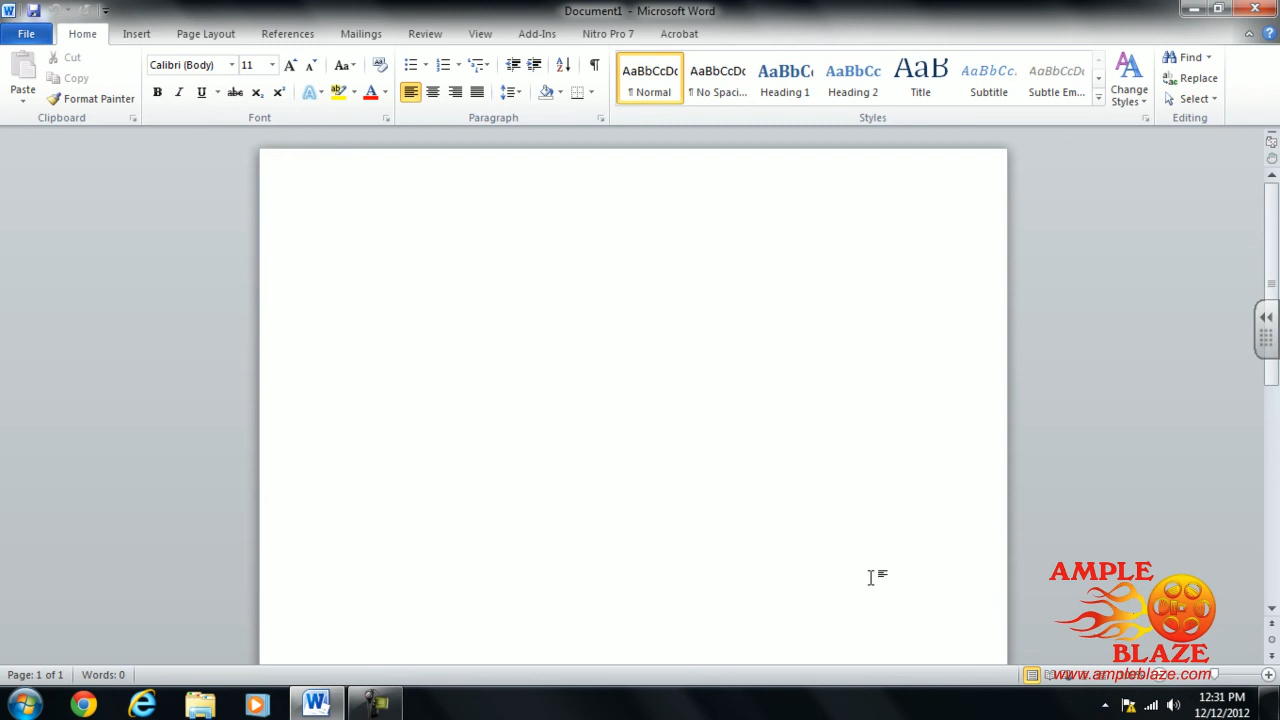 Document1 - Microsoft Word
File Home Insert Page Layout References Mailings Review View Add-Ins Nitro Pro 7 Acrobat
Paste
Cut
Copy
Format Painter
Clipboard
Calibri (Body) 11
Font
Paragraph
AaBbCcDc AaBbCcDc AaBbC AaBbCc AaB AaBbCc. AaBbCcDc
¶ Normal ¶ No Spaci... Heading 1 Heading 2 Title Subtitle Subtle Em...
Change
Styles
Styles
Find
Replace
Select
Editing
AMPLE
BLAZE
www.ampleblaze.com
Page: 1 of 1 Words: 0
12:31 PM
12/12/2012